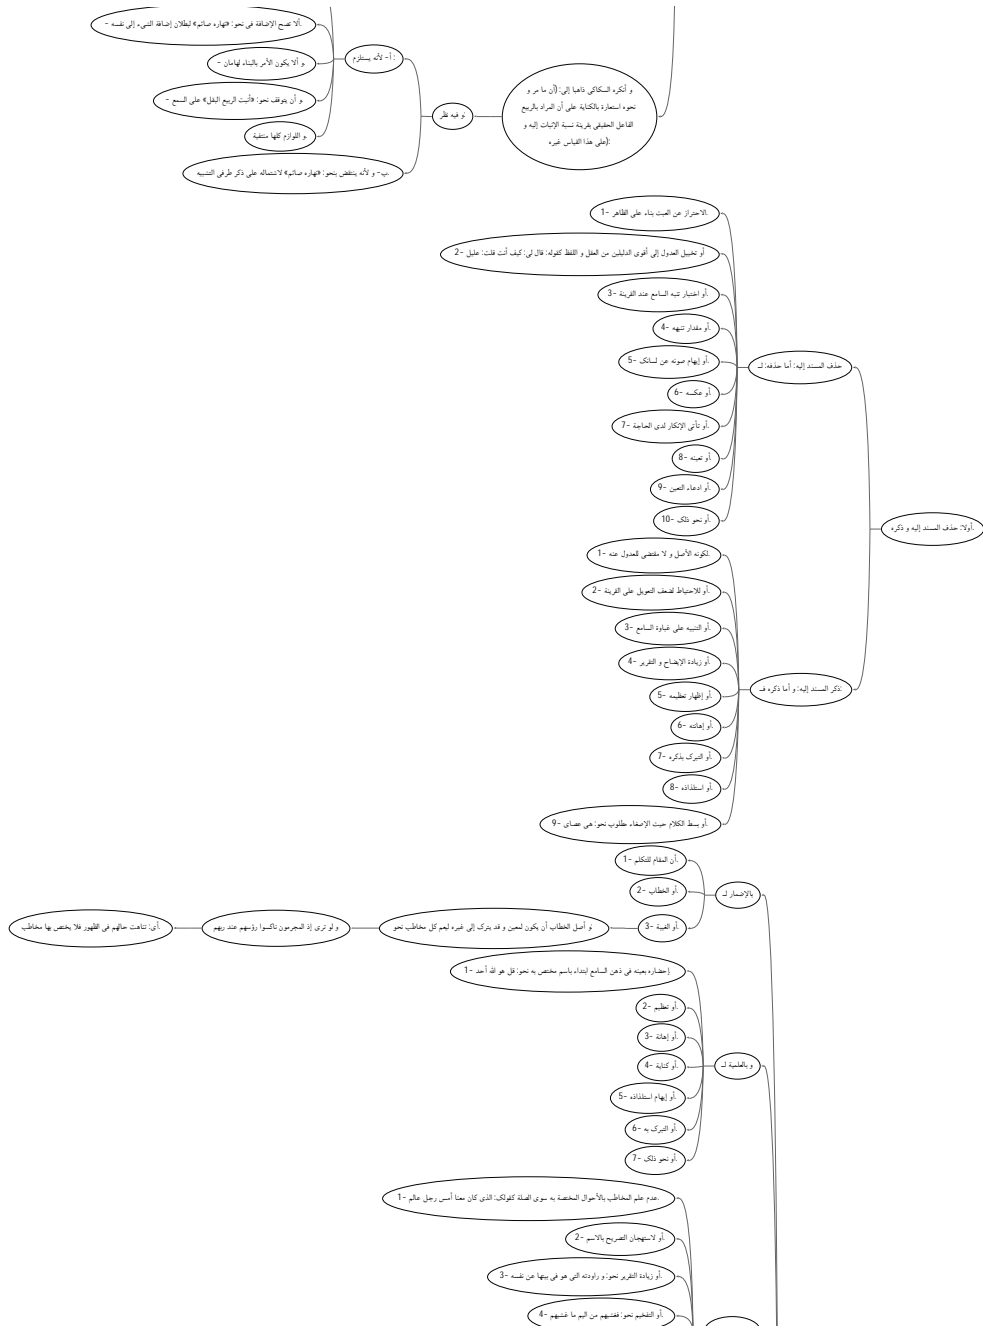 و أنكره السكاكي ذاهبا إلى: (أن ما مر و
نحوه استعارة بالكناية على أن المراد بالربيع
الفاعل الحقيقي بقرينة نسبة الإنبات إليه و
على هذا القياس غيره):
و فيه نظر:
أ- لأنه يستلزم:
- ألا تصح الإضافة في نحو: «نهاره صائم» لبطلان إضافة الشيء إلى نفسه.
- و ألا يكون الأمر بالبناء لهامان.
- و أن يتوقف نحو: «أنبت الربيع البقل» على السمع.
و اللوازم كلها منتفية.
ب- و لأنه ينتقض بنحو: «نهاره صائم» لاشتماله على ذكر طرفي التشبيه.
أولا: حذف المسند إليه و ذكره.
حذف المسند إليه: أما حذفه: لـ
1- الاحتراز عن العبث بناء على الظاهر.
2- أو تخييل العدول إلى أقوى الدليلين من العقل و اللفظ كقوله: قال لي: كيف أنت قلت: عليل
3- أو اختبار تنبه السامع عند القرينة.
4- أو مقدار تنبهه.
5- أو إيهام صونه عن لسانك.
6- أو عكسه.
7- أو تأتي الإنكار لدى الحاجة.
8- أو تعينه.
9- أو ادعاء التعين.
10- أو نحو ذلك.
ذكر المسند إليه: و أما ذكره فـ:
1- لكونه الأصل و لا مقتضى للعدول عنه.
2- أو للاحتياط لضعف التعويل على القرينة.
3- أو التنبيه على غباوة السامع.
4- أو زيادة الإيضاح و التقرير.
5- أو إظهار تعظيمه.
6- أو إهانته.
7- أو التبرك بذكره.
8- أو استلذاذه.
9- أو بسط الكلام حيث الإصغاء مطلوب نحو: هي عصاي.
بالإضمار لـ
1- أن المقام للتكلم.
2- أو الخطاب.
3- أو الغيبة.
و أصل الخطاب أن يكون لمعين و قد يترك إلى غيره ليعم كل مخاطب نحو:
و لو ترى إذ المجرمون ناكسوا رؤسهم عند ربهم
أي: تناهت حالهم في الظهور فلا يختص بها مخاطب.
و بالعلمية لـ
1- إحضاره بعينه في ذهن السامع ابتداء باسم مختص به نحو: قل هو الله أحد.
2- أو تعظيم.
3- أو إهانة.
4- أو كناية.
5- أو إيهام استلذاذه.
6- أو التبرك به.
7- أو نحو ذلك.
1- عدم علم المخاطب بالأحوال المختصة به سوى الصلة كقولك: الذي كان معنا أمس رجل عالم.
2- أو لاستهجان التصريح بالاسم.
3- أو زيادة التقرير نحو: و راودته التي هو في بيتها عن نفسه.
4- أو التفخيم نحو: فغشيهم من اليم ما غشيهم.